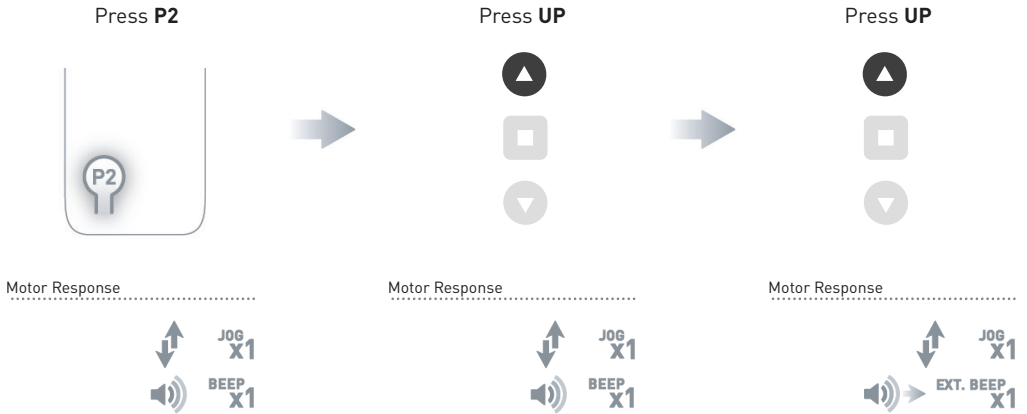 Press P2
Press UP
Press UP
P2
Motor Response
Motor Response
Motor Response
JOG
X1
BEEP
X1
JOG
X1
BEEP
X1
JOG
X1
EXT. BEEP
X1